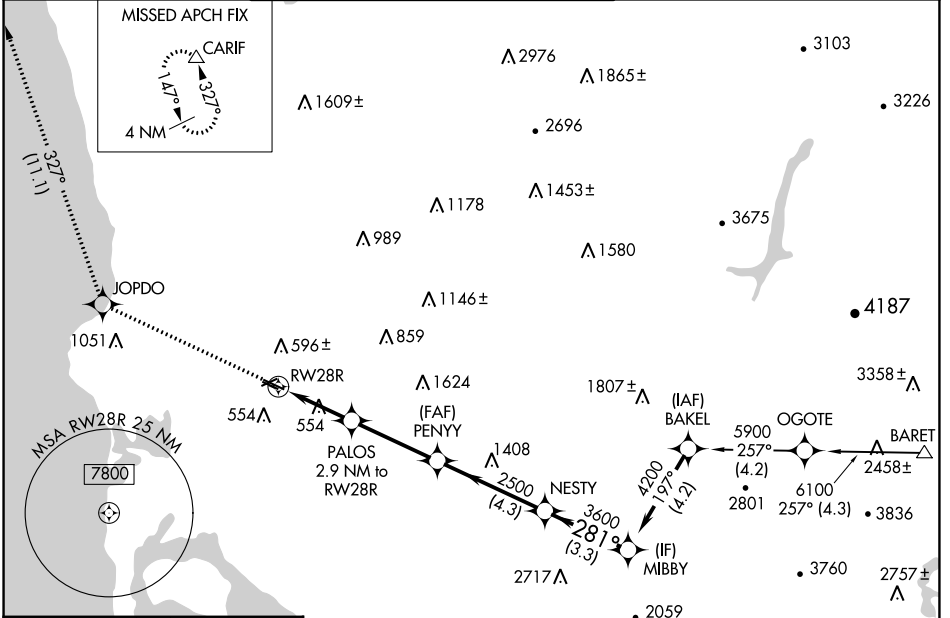 MISSED APCH FIX
CARIF
147°
327°
4 NM
2976
1865±
3103
1609±
3226
2696
327°
(11.1)
1453±
1178
3675
989
1580
JOPDO
1146±
4187
1051
859
596±
RW28R
1624
3358±
1807±
(IAF)
BAKEL
(FAF)
PENYY
OGOTE
BARET
554
554
5900
257°
(4.2)
2458±
MSA RW28R 25 NM
7800
PALOS
2.9 NM to
RW28R
1408
4200
197°
(4.2)
6100
257° (4.3)
2500
(4.3)
NESTY
2801
3836
3600
281°
(3.3)
(IF)
MIBBY
2717
3760
2757±
2059